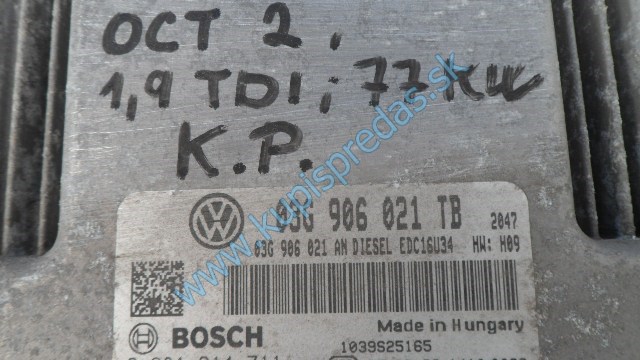 OCT 2,
1,9 TDI; 77KW
K.P.
www.kupispredas.sk
03G 906 021 TB 2047
03G 906 021 AN DIESEL EDC16U34 HW: H09
BOSCH
Made in Hungary
1039S25165